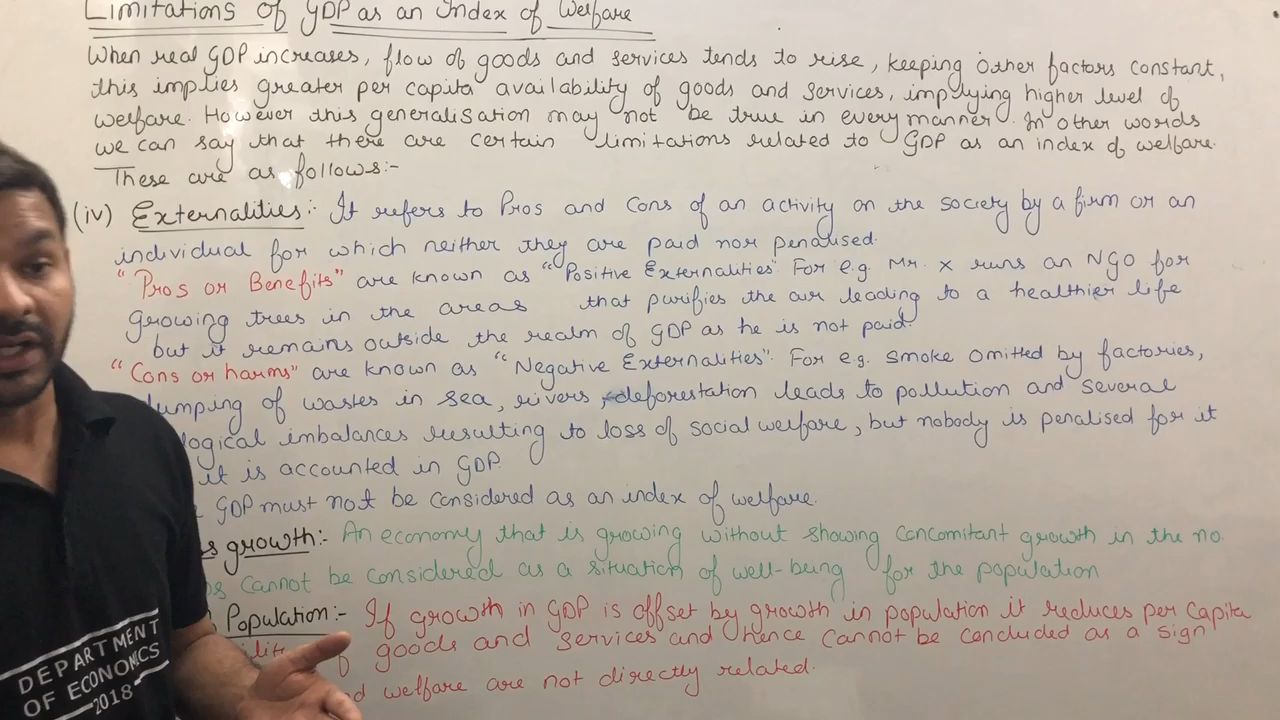 Limitations of GDP as an Index of Welfare
When real GDP increases, flow of goods and services tends to rise, keeping other factors constant,
this implies greater per capita availability of goods and services, implying higher level of
welfare. However this generalisation may not be true in every manner. In other words
we can say that there are certain limitations related to GDP as an index of welfare.
These are as follows:-
(iv) Externalities:- It refers to Pros and Cons of an activity on the society by a firm or an
individual for which neither they are paid nor penalised.
"Pros or Benefits" are known as "Positive Externalities". For e.g. Mr. X runs an NGO for
growing trees in the areas that purifies the air leading to a healthier life
but it remains outside the realm of GDP as he is not paid.
"Cons or harms" are known as "Negative Externalities". For e.g. smoke omitted by factories,
dumping of wastes in sea, rivers, deforestation leads to pollution and several
logical imbalances resulting to loss of social welfare, but nobody is penalised for it
it is accounted in GDP.
GDP must not be considered as an index of welfare.
growth:- An economy that is growing without showing concomitant growth in the no.
cannot be considered as a situation of well-being for the population
Population:- If growth in GDP is offset by growth in population it reduces per capita
of goods and services and hence cannot be concluded as a sign
welfare are not directly related.
DEPARTMENT
OF ECONOMICS
2018